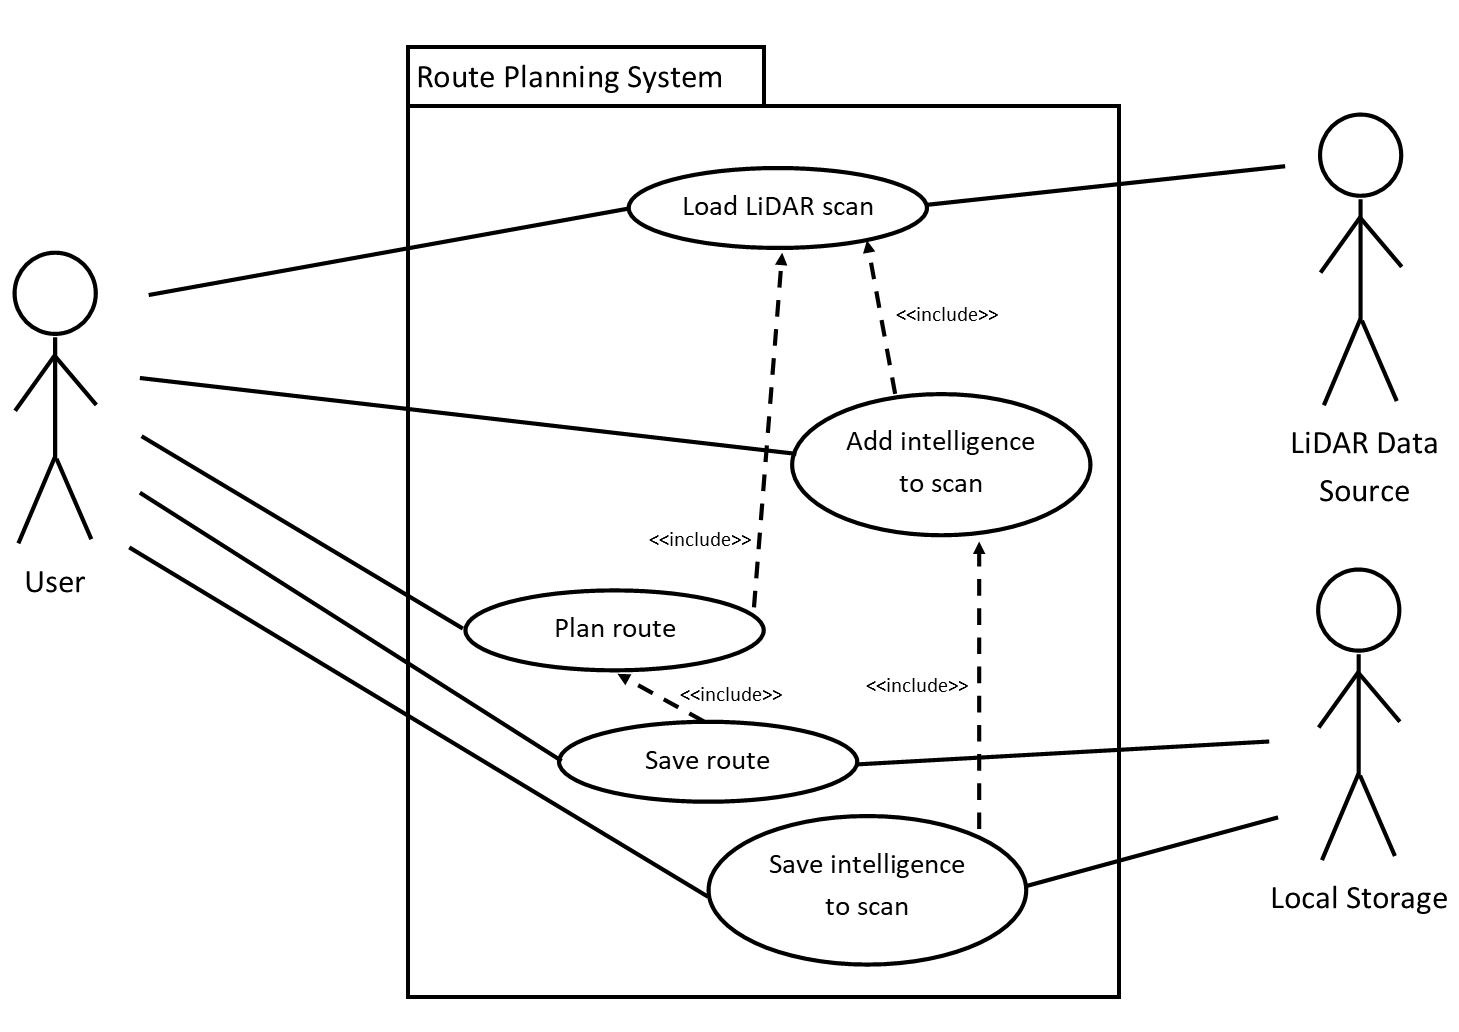 Route Planning System
Load LiDAR scan
<<include>>
Add intelligence
to scan
LiDAR Data
Source
<<include>>
User
Plan route
<<include>>
<<include>>
Save route
Save intelligence
to scan
Local Storage